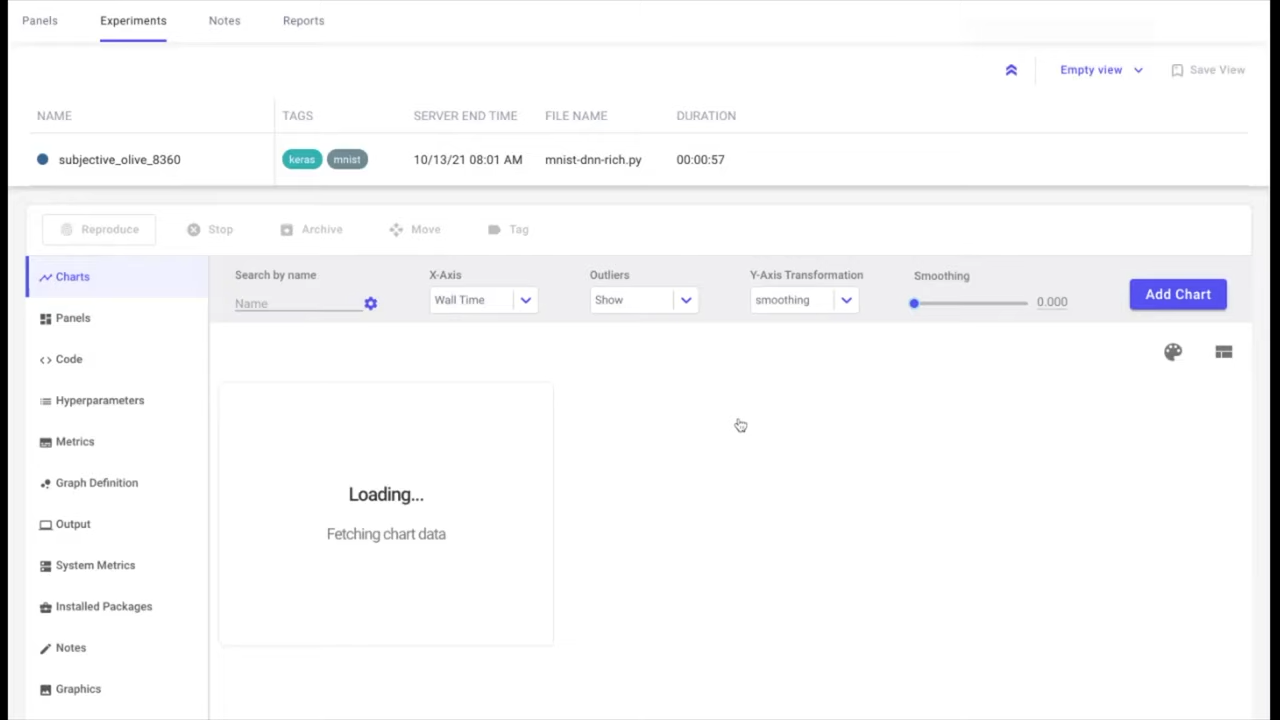 Panels Experiments Notes Reports
Empty view Save View
NAME TAGS SERVER END TIME FILE NAME DURATION
subjective_olive_8360 keras mnist 10/13/21 08:01 AM mnist-dnn-rich.py 00:00:57
Reproduce Stop Archive Move Tag
Charts
Panels
Code
Hyperparameters
Metrics
Graph Definition
Output
System Metrics
Installed Packages
Notes
Graphics
Search by name X-Axis Outliers Y-Axis Transformation Smoothing
Name Wall Time Show smoothing 0.000 Add Chart
Loading...
Fetching chart data